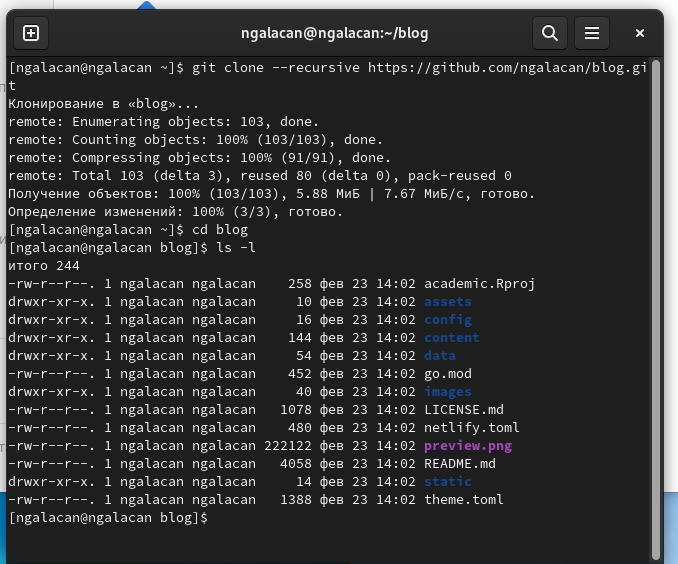 ngalacan@ngalacan:~/blog
[ngalacan@ngalacan ~]$ git clone --recursive https://github.com/ngalacan/blog.gi
t
Клонирование в «blog»...
remote: Enumerating objects: 103, done.
remote: Counting objects: 100% (103/103), done.
remote: Compressing objects: 100% (91/91), done.
remote: Total 103 (delta 3), reused 80 (delta 0), pack-reused 0
Получение объектов: 100% (103/103), 5.88 МиБ | 7.67 МиБ/с, готово.
Определение изменений: 100% (3/3), готово.
[ngalacan@ngalacan ~]$ cd blog
[ngalacan@ngalacan blog]$ ls -l
итого 244
-rw-r--r--. 1 ngalacan ngalacan    258 фев 23 14:02 academic.Rproj
drwxr-xr-x. 1 ngalacan ngalacan     10 фев 23 14:02 assets
drwxr-xr-x. 1 ngalacan ngalacan     16 фев 23 14:02 config
drwxr-xr-x. 1 ngalacan ngalacan    144 фев 23 14:02 content
drwxr-xr-x. 1 ngalacan ngalacan     54 фев 23 14:02 data
-rw-r--r--. 1 ngalacan ngalacan    452 фев 23 14:02 go.mod
drwxr-xr-x. 1 ngalacan ngalacan     40 фев 23 14:02 images
-rw-r--r--. 1 ngalacan ngalacan   1078 фев 23 14:02 LICENSE.md
-rw-r--r--. 1 ngalacan ngalacan    480 фев 23 14:02 netlify.toml
-rw-r--r--. 1 ngalacan ngalacan 222122 фев 23 14:02 preview.png
-rw-r--r--. 1 ngalacan ngalacan   4058 фев 23 14:02 README.md
drwxr-xr-x. 1 ngalacan ngalacan     14 фев 23 14:02 static
-rw-r--r--. 1 ngalacan ngalacan   1388 фев 23 14:02 theme.toml
[ngalacan@ngalacan blog]$